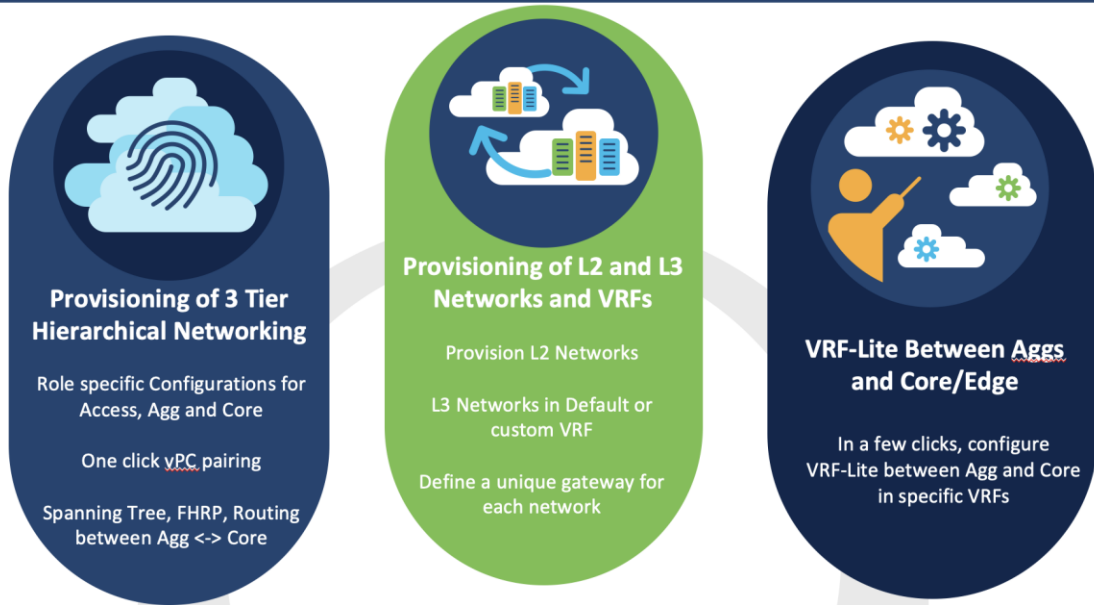 Provisioning of 3 Tier
Hierarchical Networking
Role specific Configurations for
Access, Agg and Core
One click vPC pairing
Spanning Tree, FHRP, Routing
between Agg <-> Core
Provisioning of L2 and L3
Networks and VRFs
Provision L2 Networks
L3 Networks in Default or
custom VRF
Define a unique gateway for
each network
VRF-Lite Between Aggs
and Core/Edge
In a few clicks, configure
VRF-Lite between Agg and Core
in specific VRFs